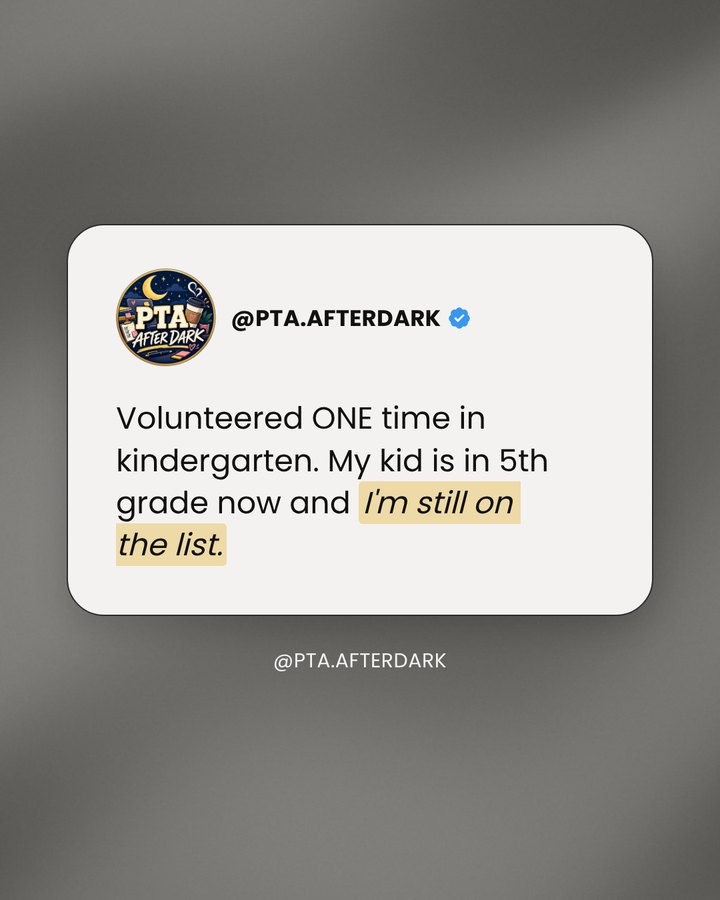 PTA
AFTER DARK
@PTA.AFTERDARK
Volunteered ONE time in
kindergarten. My kid is in 5th
grade now and I'm still on
the list.
@PTA.AFTERDARK